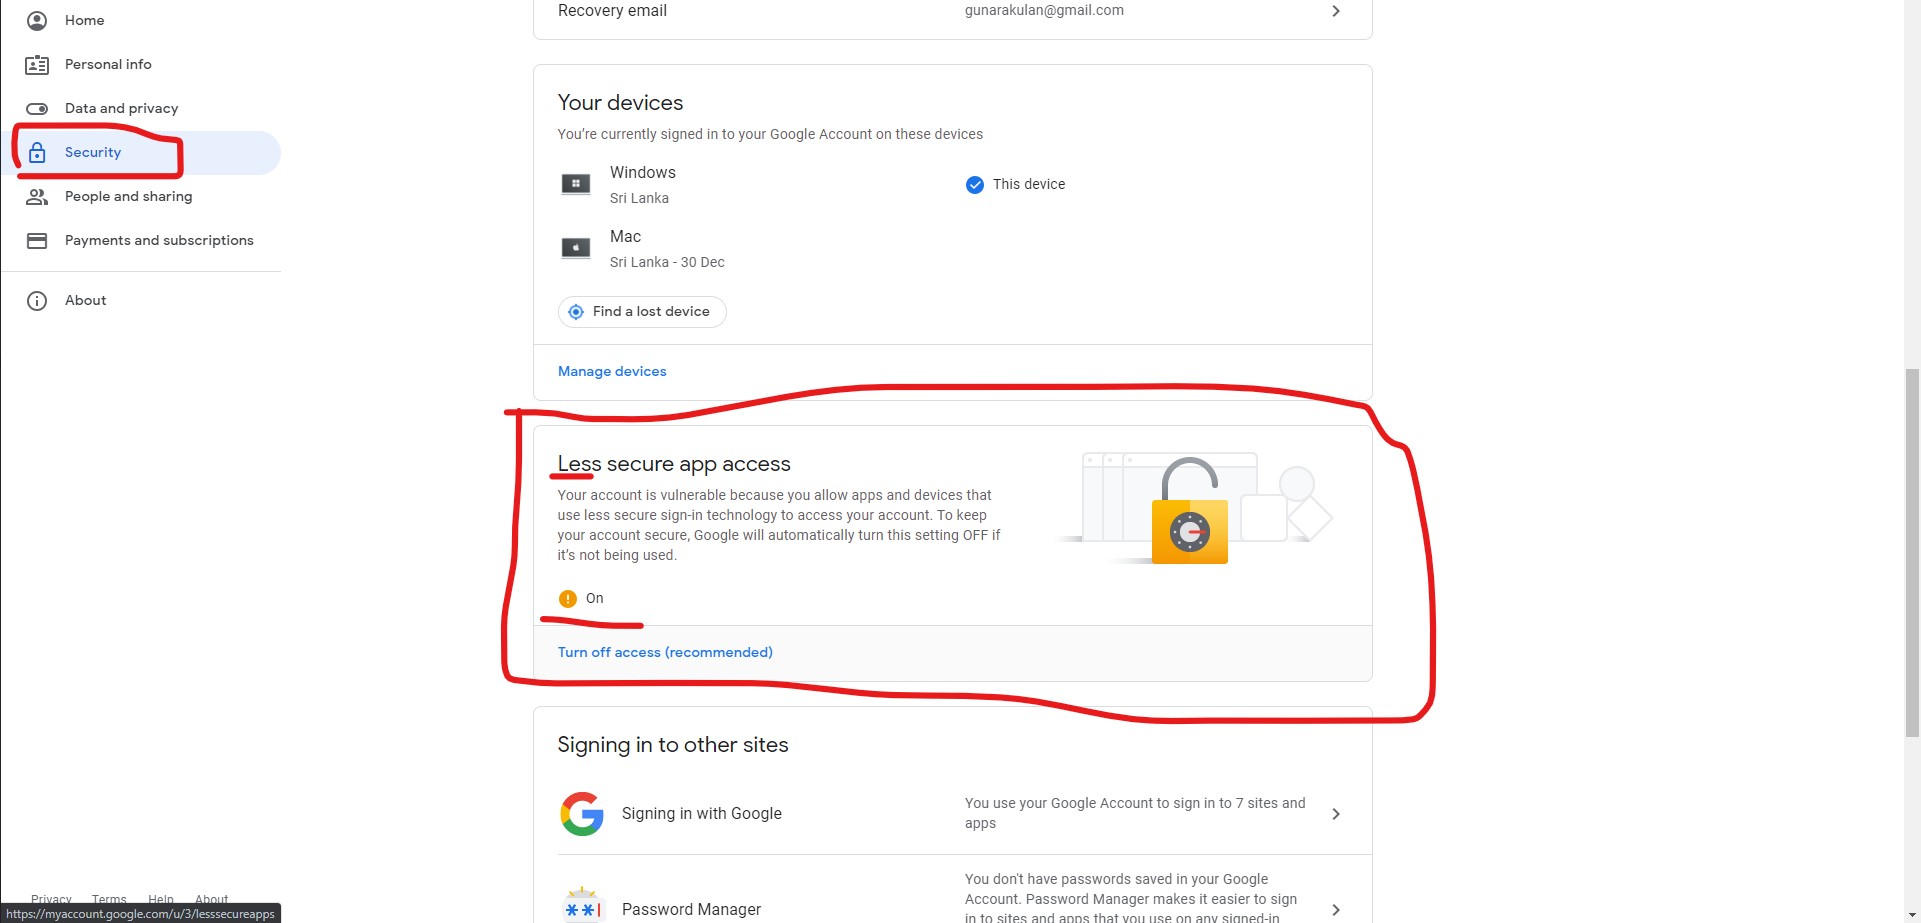 Home
Personal info
Data and privacy
Security
People and sharing
Payments and subscriptions
About
Privacy Terms Help About
https://myaccount.google.com/u/3/lesssecureapps
Recovery email
gunarakulan@gmail.com
Your devices
You're currently signed in to your Google Account on these devices
Windows
Sri Lanka
This device
Mac
Sri Lanka - 30 Dec
Find a lost device
Manage devices
Less secure app access
Your account is vulnerable because you allow apps and devices that
use less secure sign-in technology to access your account. To keep
your account secure, Google will automatically turn this setting OFF if
it's not being used.
On
Turn off access (recommended)
Signing in to other sites
Signing in with Google
You use your Google Account to sign in to 7 sites and
apps
Password Manager
You don't have passwords saved in your Google
Account. Password Manager makes it easier to sign
in to sites and apps that you use on any signed-in